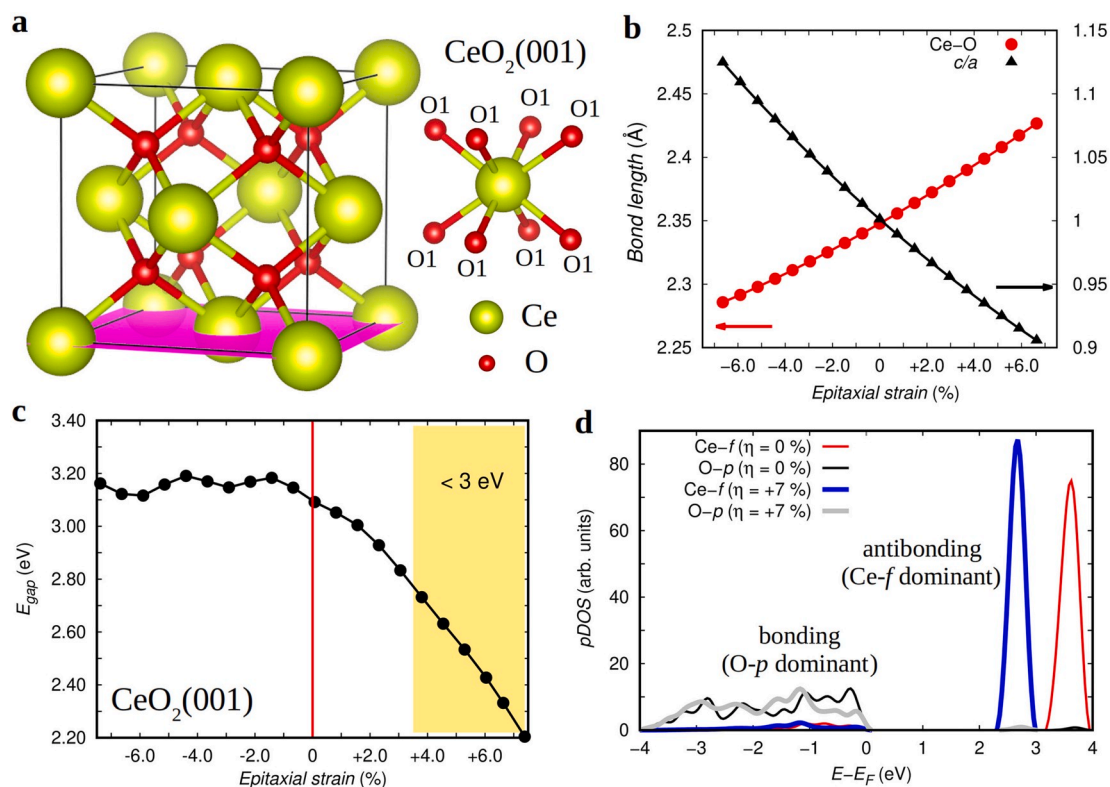 a
CeO2(001)
O1
O1
O1
O1
O1
O1
O1
O1
Ce
O
b
2.5
2.45
2.4
2.35
2.3
2.25
Bond length (Å)
Ce−O
c/a
1.15
1.1
1.05
1
0.95
0.9
−6.0
−4.0
−2.0
0
+2.0
+4.0
+6.0
Epitaxial strain (%)
c
3.40
3.20
3.00
2.80
2.60
2.40
2.20
Egap (eV)
< 3 eV
CeO2(001)
-6.0
-4.0
-2.0
0
+2.0
+4.0
+6.0
Epitaxial strain (%)
d
80
60
40
20
0
pDOS (arb. units)
Ce−f (η = 0 %)
O−p (η = 0 %)
Ce−f (η = +7 %)
O−p (η = +7 %)
antibonding
(Ce-f dominant)
bonding
(O-p dominant)
−4
−3
−2
−1
0
1
2
3
4
E−EF (eV)